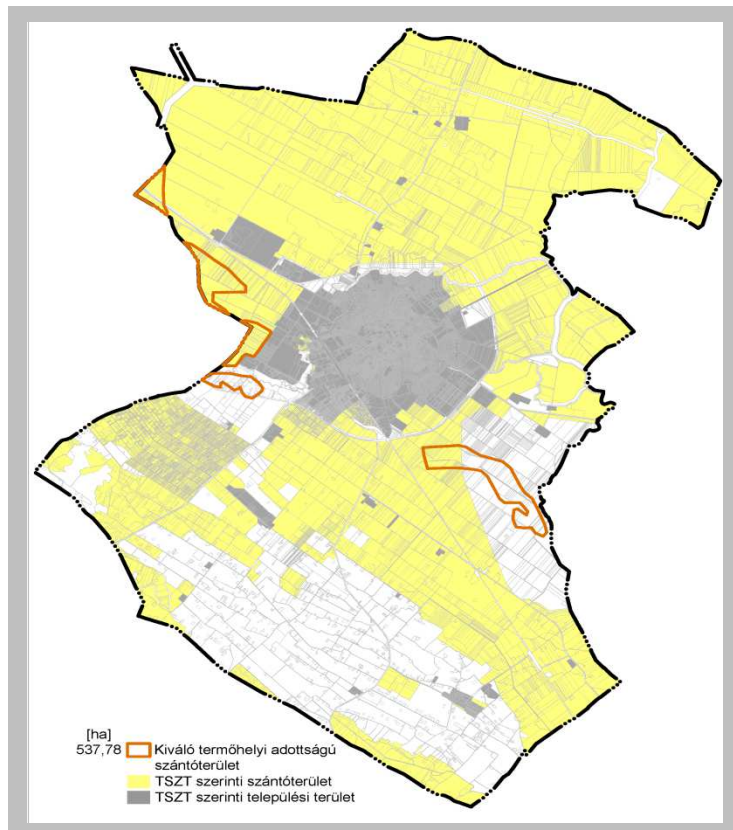 [ha]
537,78 Kiváló termőhelyi adottságú
szántóterület
TSZT szerinti szántóterület
TSZT szerinti települési terület